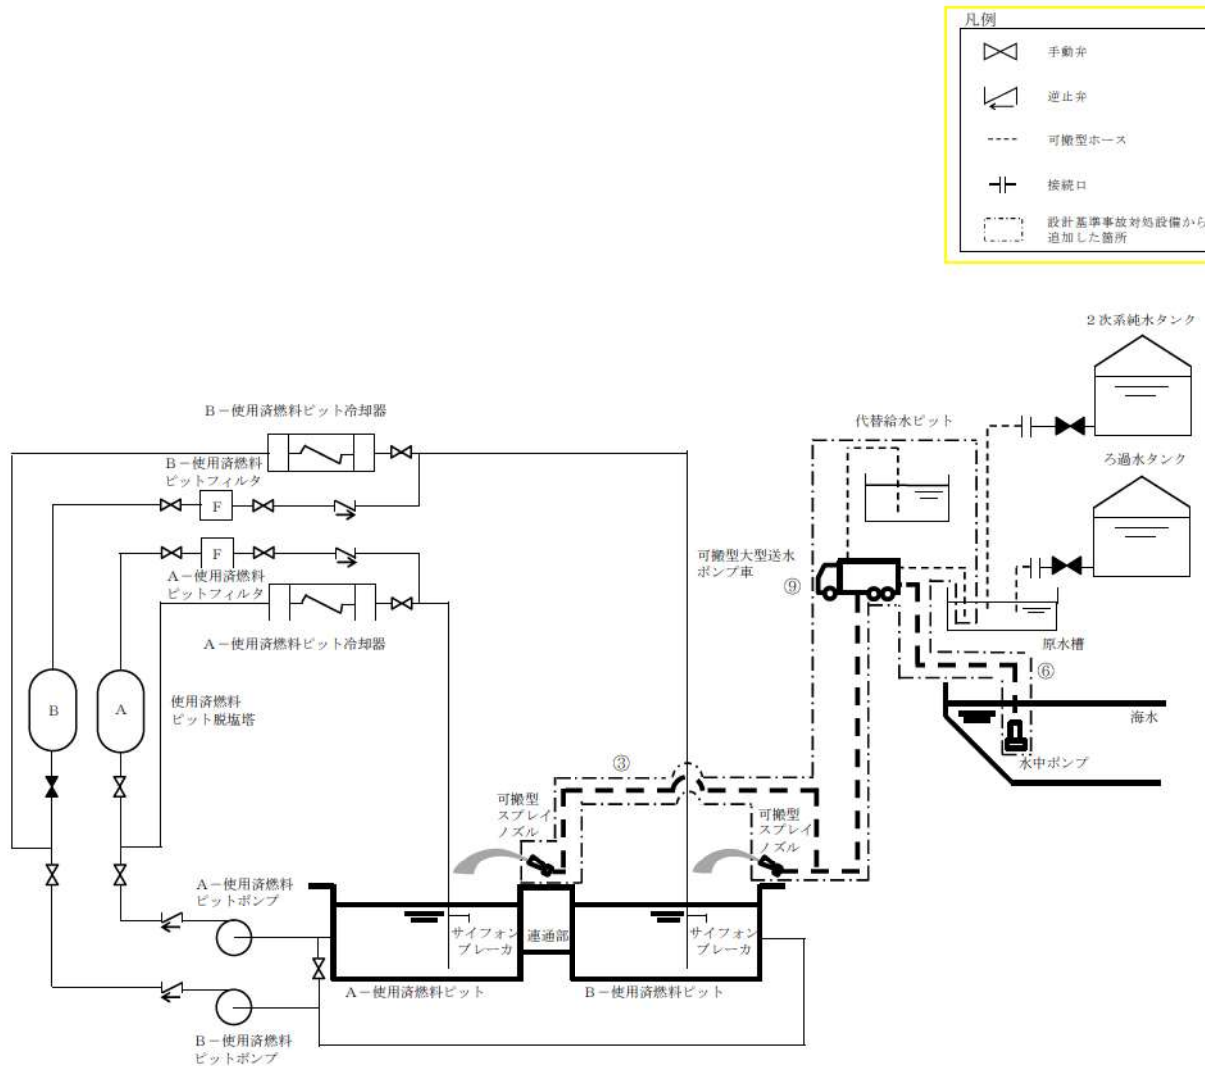 凡例
手動弁
逆止弁
可搬型ホース
接続口
設計基準事故対処設備から
追加した箇所
2次系純水タンク
B-使用済燃料ピット冷却器
代替給水ピット
B-使用済燃料
ピットフィルタ
F
ろ過水タンク
F
可搬型大型送水
ポンプ車
⑨
A-使用済燃料
ピットフィルタ
A-使用済燃料ピット冷却器
原水槽
⑥
B
A
使用済燃料
ピット脱塩塔
海水
水中ポンプ
③
可搬型
スプレイ
ノズル
可搬型
スプレイ
ノズル
A-使用済燃料
ピットポンプ
サイフォン
ブレーカ
連通部
サイフォン
ブレーカ
A-使用済燃料ピット
B-使用済燃料ピット
B-使用済燃料
ピットポンプ